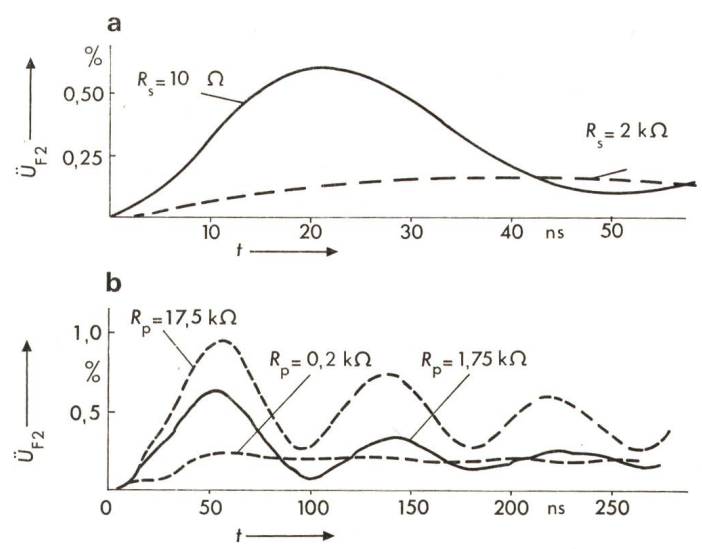 a
%
0,50
0,25
Ü_F2
R_s=10 Ω
R_s=2 kΩ
10 20 30 40 ns 50
t
b
1,0
%
0,5
Ü_F2
R_p=17,5 kΩ
R_p=0,2 kΩ
R_p=1,75 kΩ
0 50 100 150 200 ns 250
t